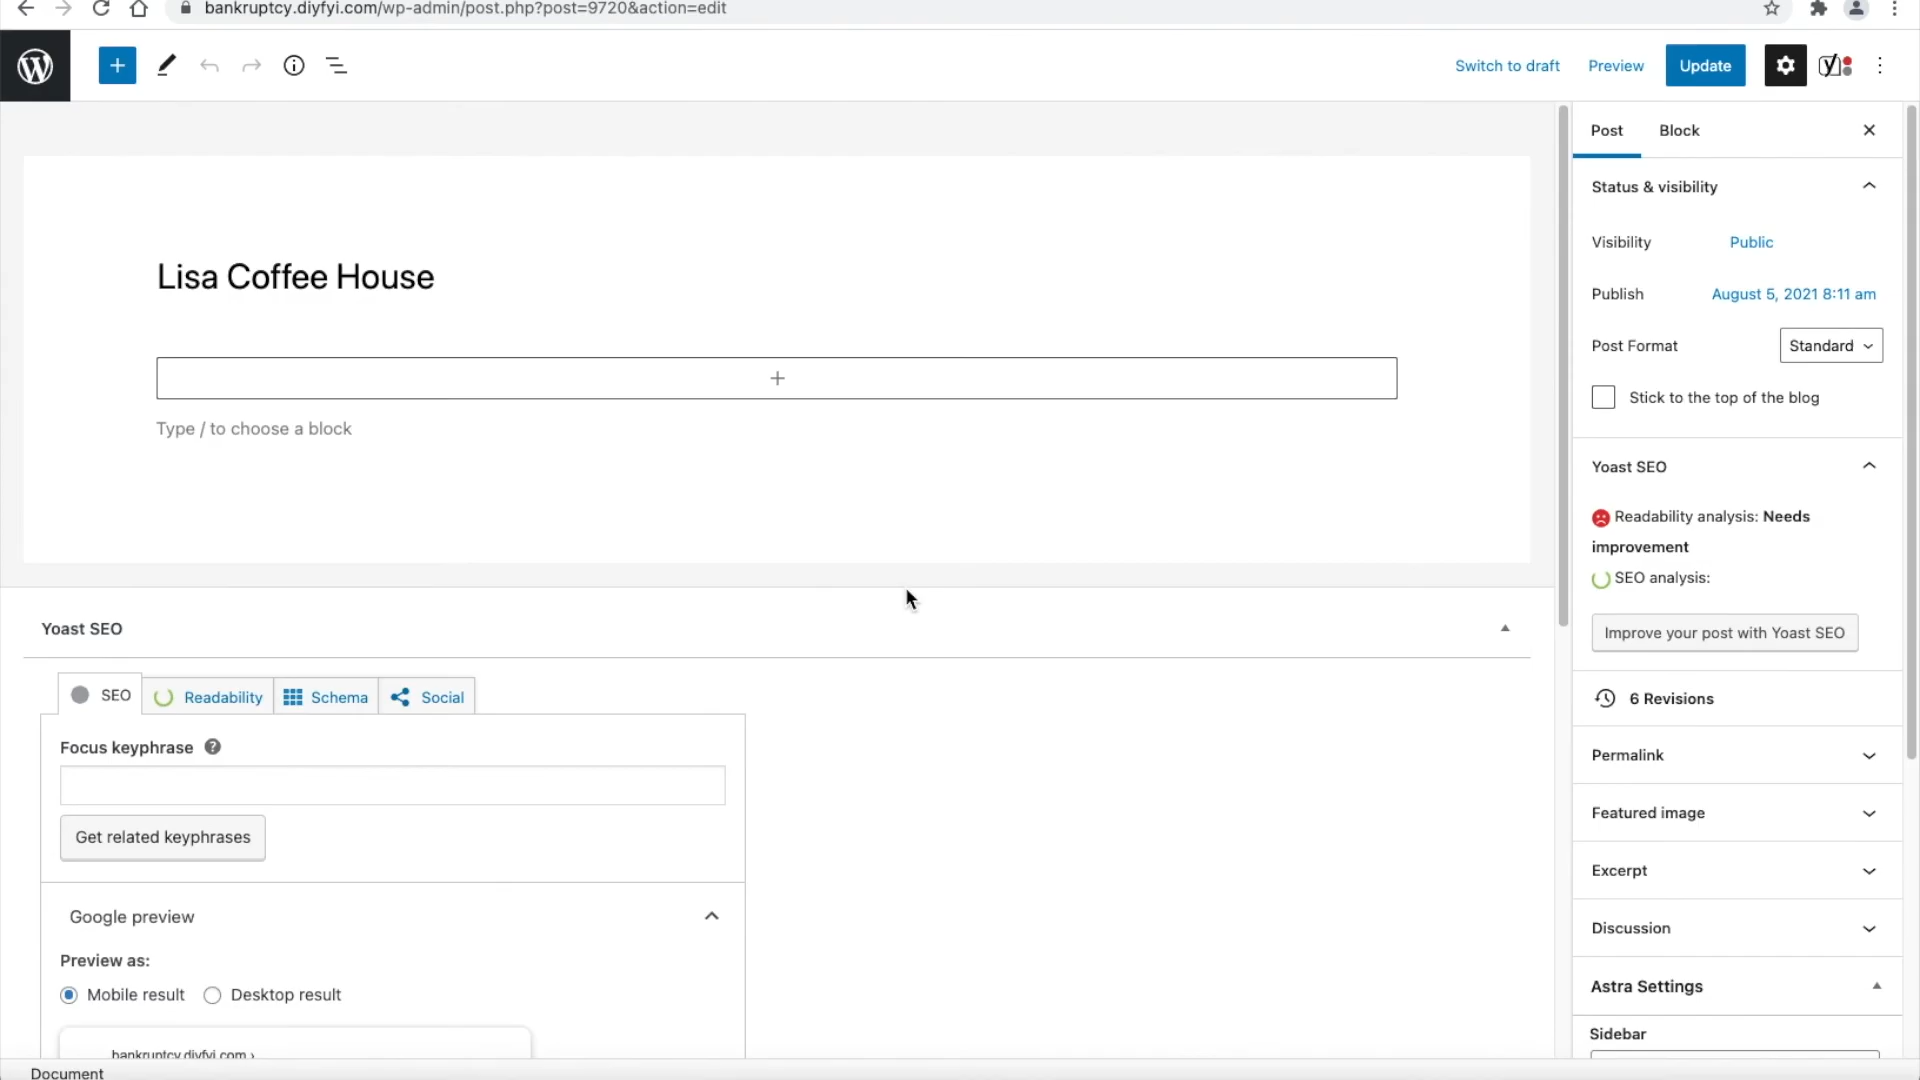 bankruptcy.diyfyi.com/wp-admin/post.php?post=9720&action=edit
Switch to draft
Preview
Update
Post
Block
Status & visibility
Visibility
Public
Publish
August 5, 2021 8:11 am
Post Format
Standard
Stick to the top of the blog
Yoast SEO
Readability analysis: Needs
improvement
SEO analysis:
Improve your post with Yoast SEO
6 Revisions
Permalink
Featured image
Excerpt
Discussion
Astra Settings
Sidebar
Lisa Coffee House
Type / to choose a block
Yoast SEO
SEO
Readability
Schema
Social
Focus keyphrase
Get related keyphrases
Google preview
Preview as:
Mobile result
Desktop result
bankruptcy.diyfyi.com ›
Document